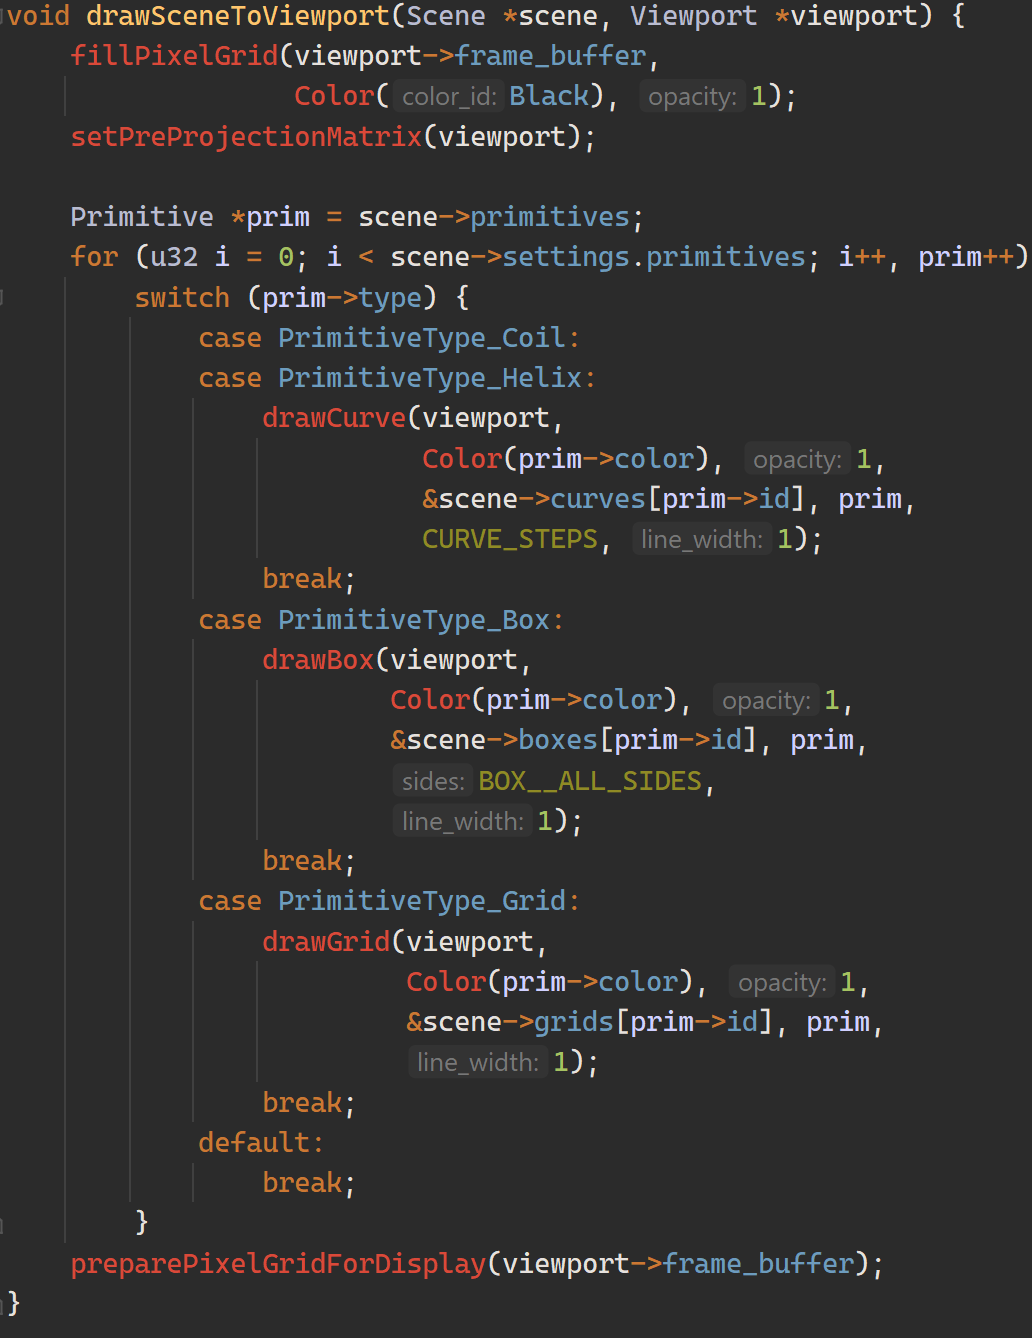 void drawSceneToViewport(Scene *scene, Viewport *viewport) {
    fillPixelGrid(viewport->frame_buffer,
                  Color( color_id: Black), opacity: 1);
    setPreProjectionMatrix(viewport);

    Primitive *prim = scene->primitives;
    for (u32 i = 0; i < scene->settings.primitives; i++, prim++)
        switch (prim->type) {
            case PrimitiveType_Coil:
            case PrimitiveType_Helix:
                drawCurve(viewport,
                          Color(prim->color), opacity: 1,
                          &scene->curves[prim->id], prim,
                          CURVE_STEPS, line_width: 1);
                break;
            case PrimitiveType_Box:
                drawBox(viewport,
                        Color(prim->color), opacity: 1,
                        &scene->boxes[prim->id], prim,
                        sides: BOX__ALL_SIDES,
                        line_width: 1);
                break;
            case PrimitiveType_Grid:
                drawGrid(viewport,
                         Color(prim->color), opacity: 1,
                         &scene->grids[prim->id], prim,
                         line_width: 1);
                break;
            default:
                break;
        }
    preparePixelGridForDisplay(viewport->frame_buffer);
}